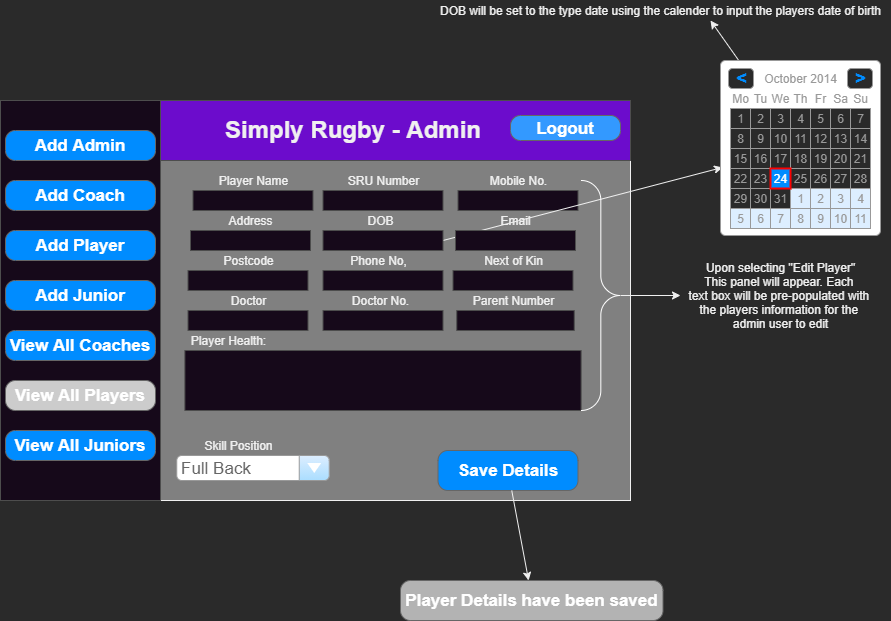 DOB will be set to the type date using the calender to input the players date of birth
< October 2014 >
Mo Tu We Th Fr Sa Su
1 2 3 4 5 6 7
8 9 10 11 12 13 14
15 16 17 18 19 20 21
22 23 24 25 26 27 28
29 30 31 1 2 3 4
5 6 7 8 9 10 11
Simply Rugby - Admin
Logout
Add Admin
Add Coach
Add Player
Add Junior
View All Coaches
View All Players
View All Juniors
Player Name SRU Number Mobile No.
Address DOB Email
Postcode Phone No, Next of Kin
Doctor Doctor No. Parent Number
Player Health:
Skill Position
Full Back
Save Details
Upon selecting "Edit Player"
This panel will appear. Each
text box will be pre-populated with
the players information for the
admin user to edit
Player Details have been saved